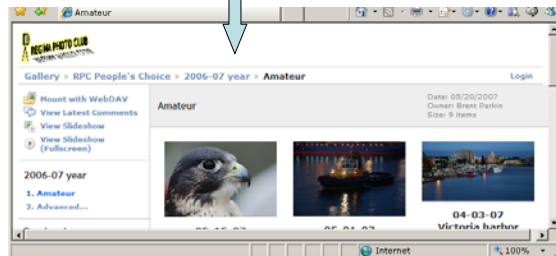 Amateur
REGINA PHOTO CLUB
Gallery » RPC People's Choice » 2006-07 year » Amateur
Login
Mount with WebDAV
View Latest Comments
View Slideshow
View Slideshow
(Fullscreen)
2006-07 year
1. Amateur
2. Advanced...
Amateur
Date: 05/20/2007
Owner: Brent Parkin
Size: 9 items
04-03-07
Victoria harbor
Internet
100%